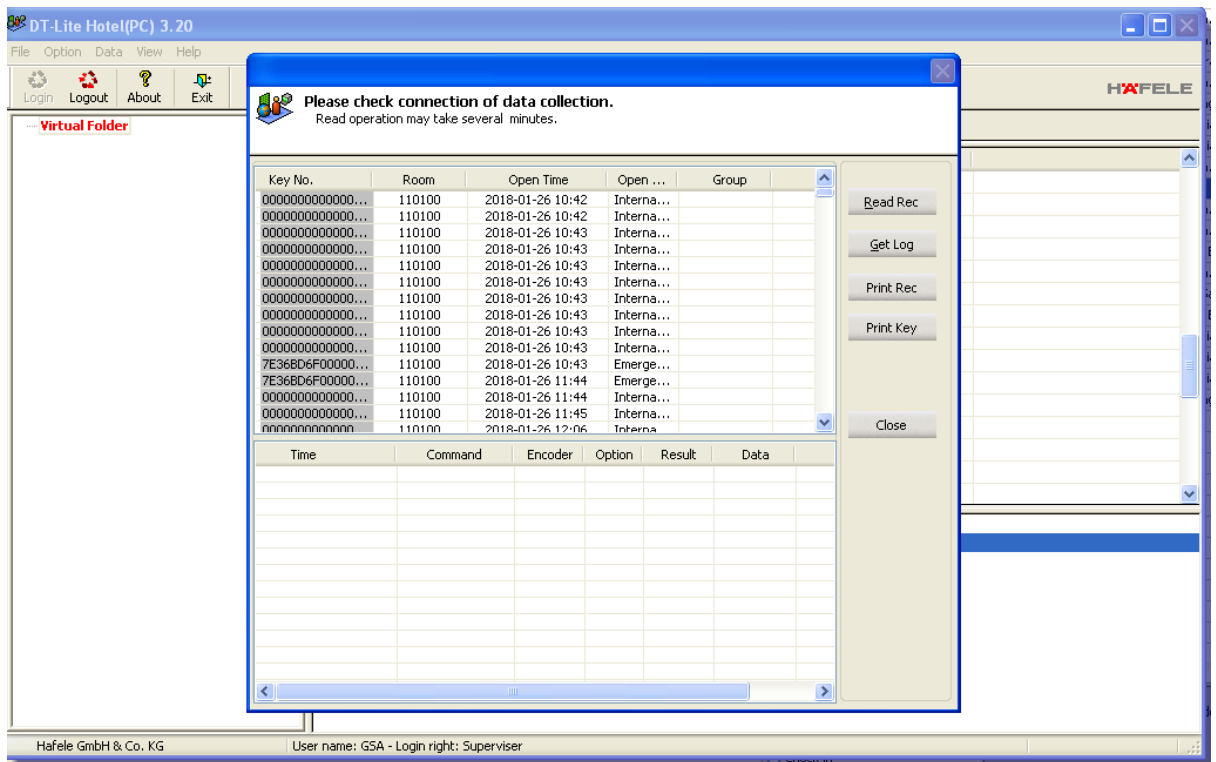 DT-Lite Hotel(PC) 3.20
File Option Data View Help
Login Logout About Exit
HÄFELE
Virtual Folder
Please check connection of data collection.
Read operation may take several minutes.
Key No. Room Open Time Open ... Group
0000000000000... 110100 2018-01-26 10:42 Interna...
0000000000000... 110100 2018-01-26 10:42 Interna...
0000000000000... 110100 2018-01-26 10:43 Interna...
0000000000000... 110100 2018-01-26 10:43 Interna...
0000000000000... 110100 2018-01-26 10:43 Interna...
0000000000000... 110100 2018-01-26 10:43 Interna...
0000000000000... 110100 2018-01-26 10:43 Interna...
0000000000000... 110100 2018-01-26 10:43 Interna...
0000000000000... 110100 2018-01-26 10:43 Interna...
0000000000000... 110100 2018-01-26 10:43 Interna...
7E36BD6F00000... 110100 2018-01-26 10:43 Emerge...
7E36BD6F00000... 110100 2018-01-26 11:44 Emerge...
0000000000000... 110100 2018-01-26 11:44 Interna...
0000000000000... 110100 2018-01-26 11:45 Interna...
0000000000000 110100 2018-01-26 12:06 Interna
Read Rec
Get Log
Print Rec
Print Key
Close
Time Command Encoder Option Result Data
Hafele GmbH & Co. KG
User name: GSA - Login right: Superviser